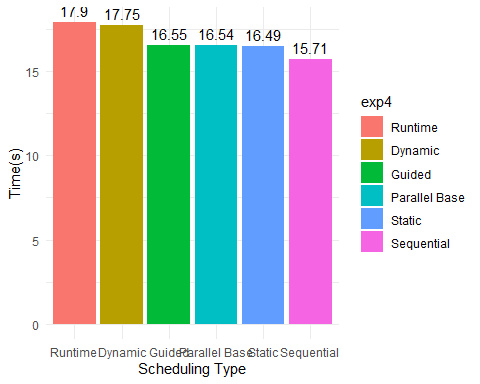 17.9 17.75 16.55 16.54 16.49 15.71
15
10
5
0
Time(s)
Runtime Dynamic Guided Parallel Base Static Sequential
Scheduling Type
exp4
Runtime
Dynamic
Guided
Parallel Base
Static
Sequential